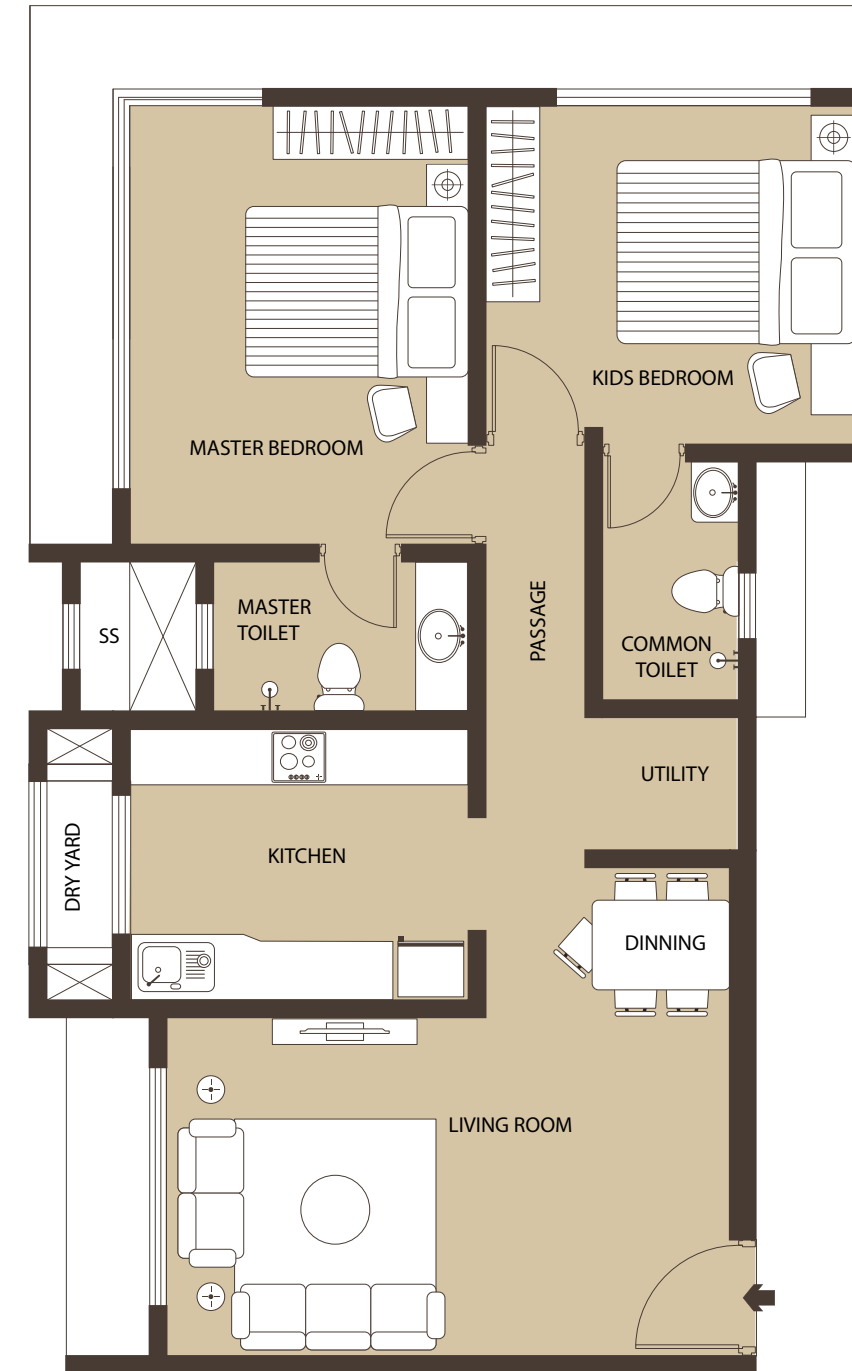 KIDS BEDROOM
MASTER BEDROOM
PASSAGE
MASTER
TOILET
SS
COMMON
TOILET
UTILITY
DRY YARD
KITCHEN
DINNING
LIVING ROOM